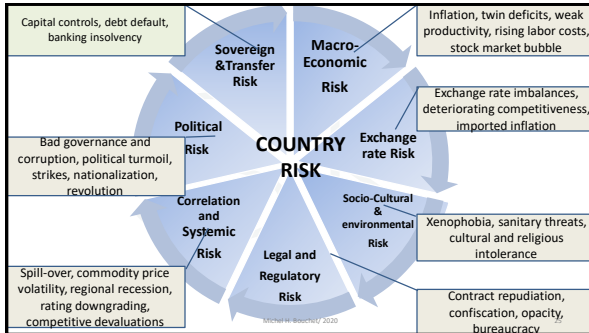 Capital controls, debt default,
banking insolvency
Inflation, twin deficits, weak
productivity, rising labor costs,
stock market bubble
Sovereign
&Transfer
Risk
Macro-
Economic
Risk
Exchange rate imbalances,
deteriorating competitiveness,
imported inflation
Political
Risk
Exchange
rate Risk
COUNTRY
RISK
Bad governance and
corruption, political turmoil,
strikes, nationalization,
revolution
Correlation
and
Systemic
Risk
Socio-Cultural
&
environmental
Risk
Xenophobia, sanitary threats,
cultural and religious
intolerance
Legal and
Regulatory
Risk
Spill-over, commodity price
volatility, regional recession,
rating downgrading,
competitive devaluations
Contract repudiation,
confiscation, opacity,
bureaucracy
Michel H. Bouchet/ 2020